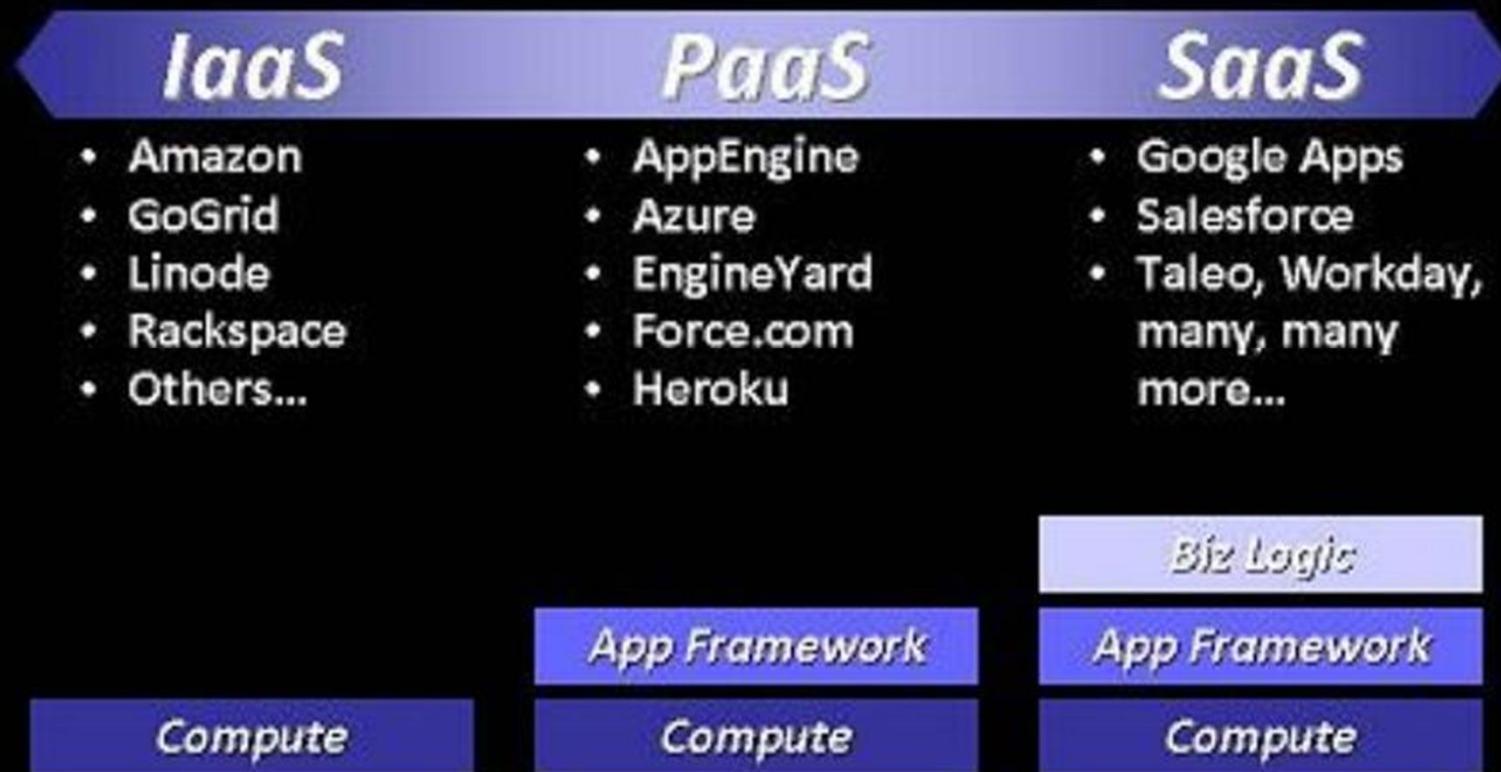 IaaS
PaaS
SaaS
• Amazon
• GoGrid
• Linode
• Rackspace
• Others...
• AppEngine
• Azure
• EngineYard
• Force.com
• Heroku
• Google Apps
• Salesforce
• Taleo, Workday,
many, many
more...
Compute
App Framework
Compute
Biz Logic
App Framework
Compute